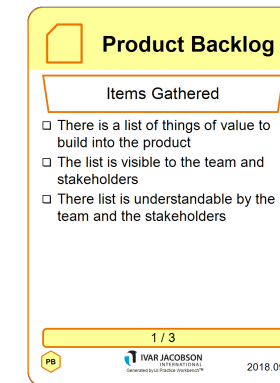 Product Backlog
Items Gathered
There is a list of things of value to
build into the product
The list is visible to the team and
stakeholders
There list is understandable by the
team and the stakeholders
1 / 3
PB
IVAR JACOBSON
INTERNATIONAL
Generated by IJI Practice Workbench™
2018.09